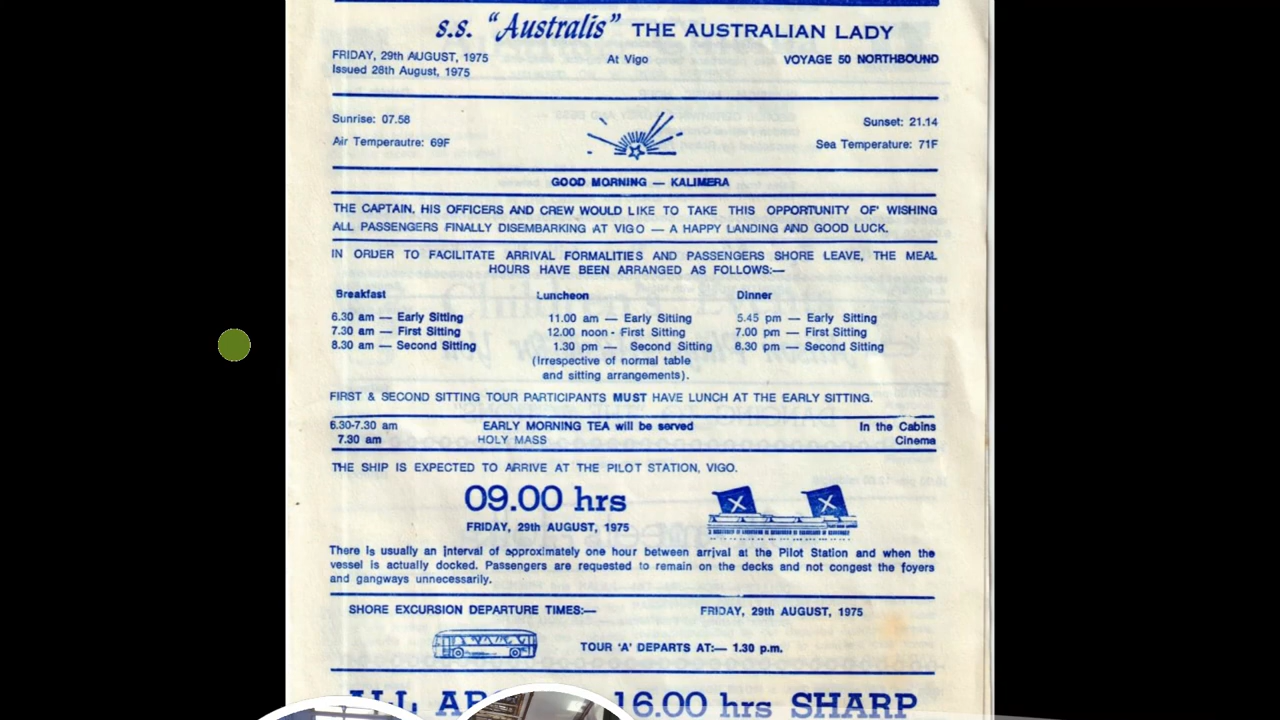 s.s. "Australis" THE AUSTRALIAN LADY
FRIDAY, 29th AUGUST, 1975 At Vigo VOYAGE 50 NORTHBOUND
Issued 28th August, 1975
Sunrise: 07.58 Sunset: 21.14
Air Temperautre: 69F Sea Temperature: 71F
GOOD MORNING — KALIMERA
THE CAPTAIN, HIS OFFICERS AND CREW WOULD LIKE TO TAKE THIS OPPORTUNITY OF' WISHING
ALL PASSENGERS FINALLY DISEMBARKING AT VIGO — A HAPPY LANDING AND GOOD LUCK.
IN ORDER TO FACILITATE ARRIVAL FORMALITIES AND PASSENGERS SHORE LEAVE, THE MEAL
HOURS HAVE BEEN ARRANGED AS FOLLOWS:—
Breakfast Luncheon Dinner
6.30 am — Early Sitting 11.00 am — Early Sitting 5.45 pm — Early Sitting
7.30 am — First Sitting 12.00 noon - First Sitting 7.00 pm — First Sitting
8.30 am — Second Sitting 1.30 pm — Second Sitting 8.30 pm — Second Sitting
(Irrespective of normal table
and sitting arrangements).
FIRST & SECOND SITTING TOUR PARTICIPANTS MUST HAVE LUNCH AT THE EARLY SITTING.
6.30-7.30 am EARLY MORNING TEA will be served In the Cabins
7.30 am HOLY MASS Cinema
THE SHIP IS EXPECTED TO ARRIVE AT THE PILOT STATION, VIGO.
09.00 hrs
FRIDAY, 29th AUGUST, 1975
There is usually an interval of approximately one hour between arrival at the Pilot Station and when the
vessel is actually docked. Passengers are requested to remain on the decks and not congest the foyers
and gangways unnecessarily.
SHORE EXCURSION DEPARTURE TIMES:— FRIDAY, 29th AUGUST, 1975
TOUR 'A' DEPARTS AT:— 1.30 p.m.
ALL 16.00 hrs SHARP